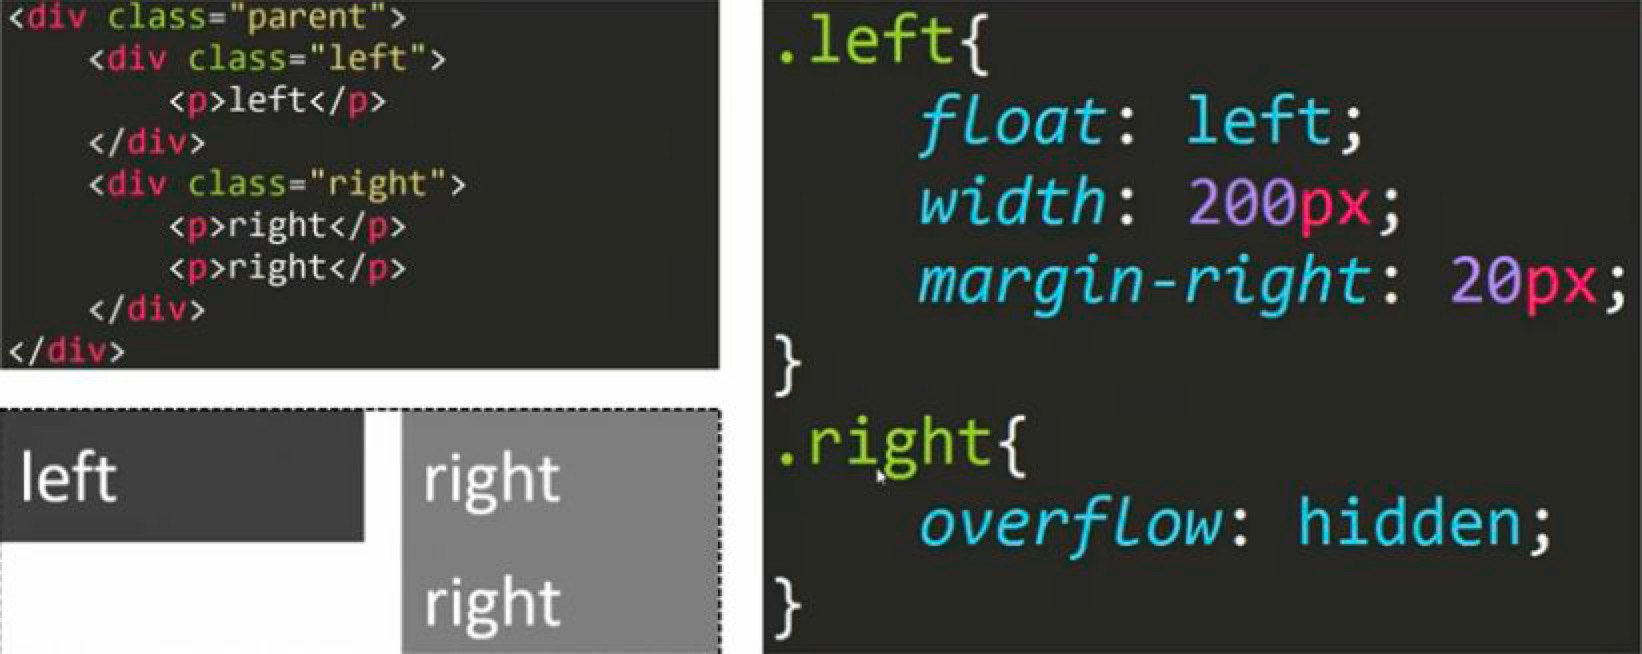 <div class="parent">
    <div class="left">
        <p>left</p>
    </div>
    <div class="right">
        <p>right</p>
        <p>right</p>
    </div>
</div>
left
right
right
.left{
    float: left;
    width: 200px;
    margin-right: 20px;
}
.right{
    overflow: hidden;
}